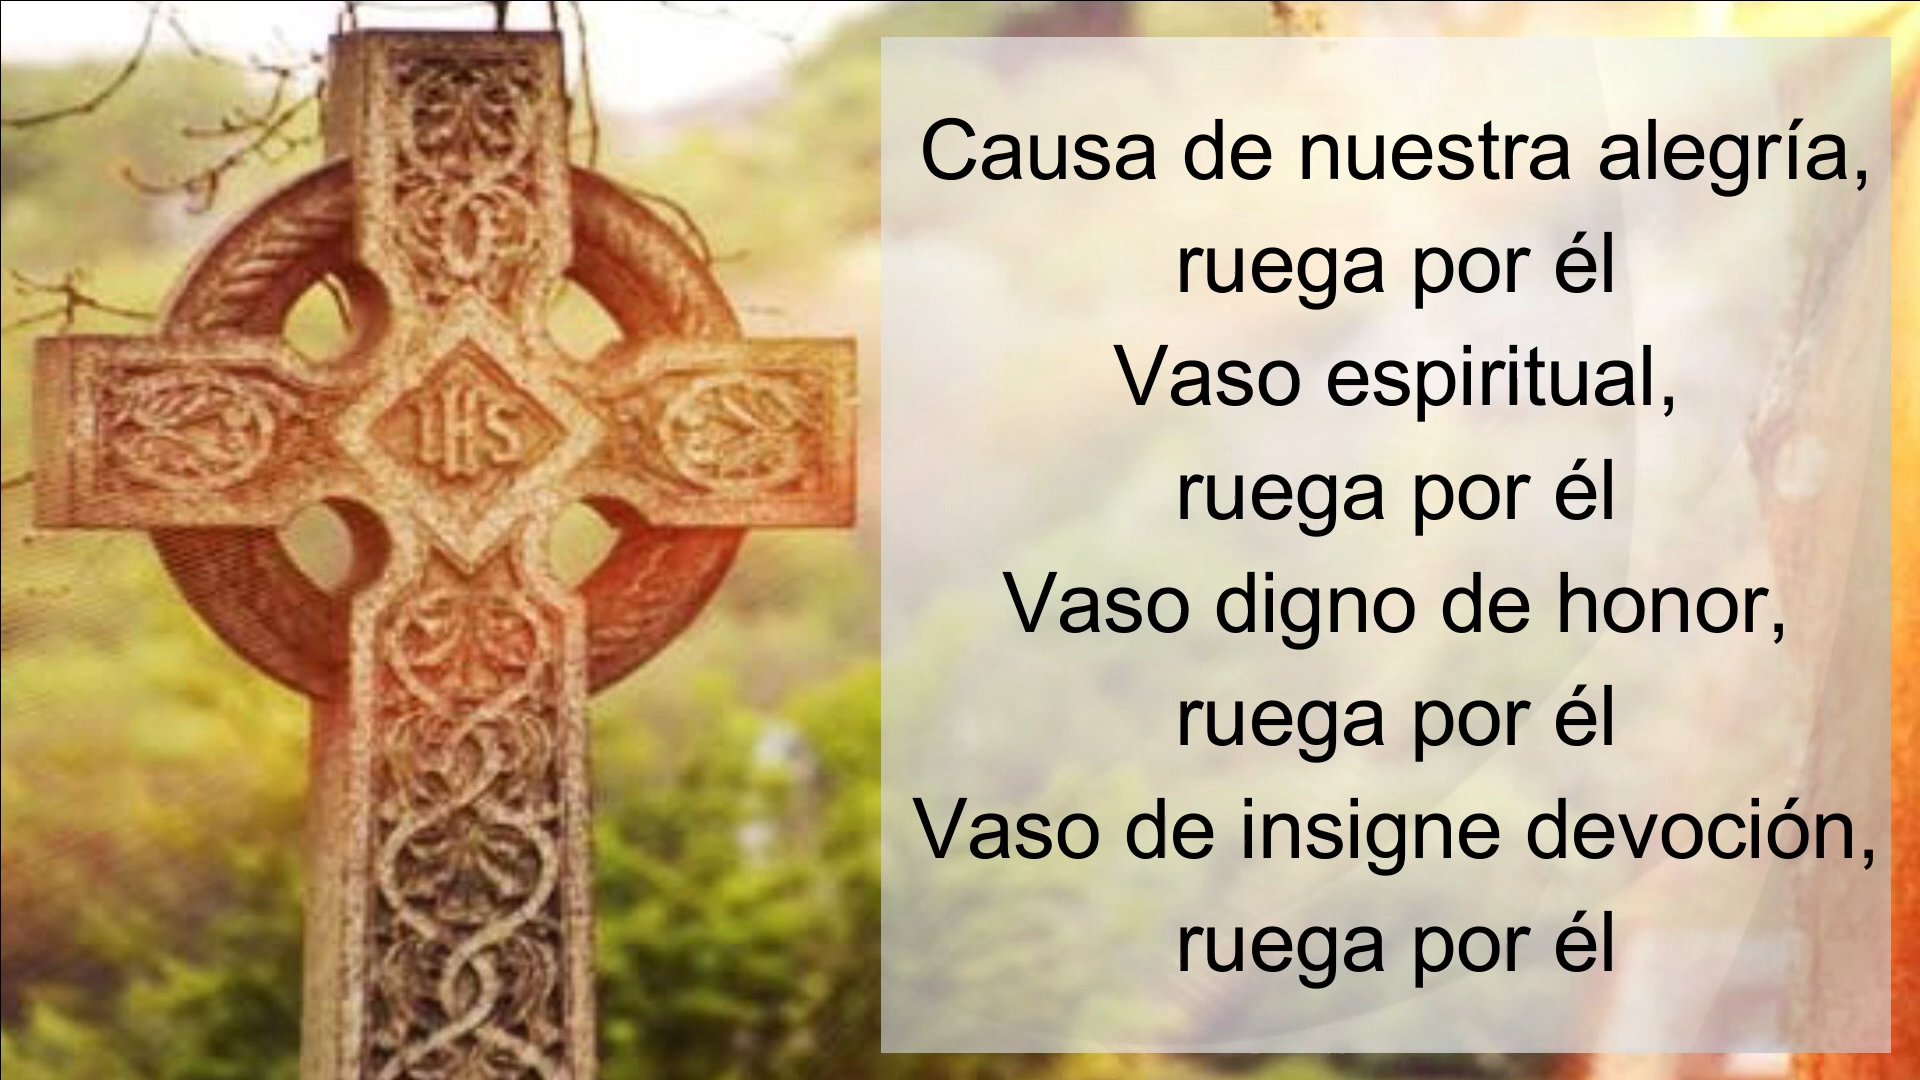 IHS
Causa de nuestra alegría,
ruega por él
Vaso espiritual,
ruega por él
Vaso digno de honor,
ruega por él
Vaso de insigne devoción,
ruega por él